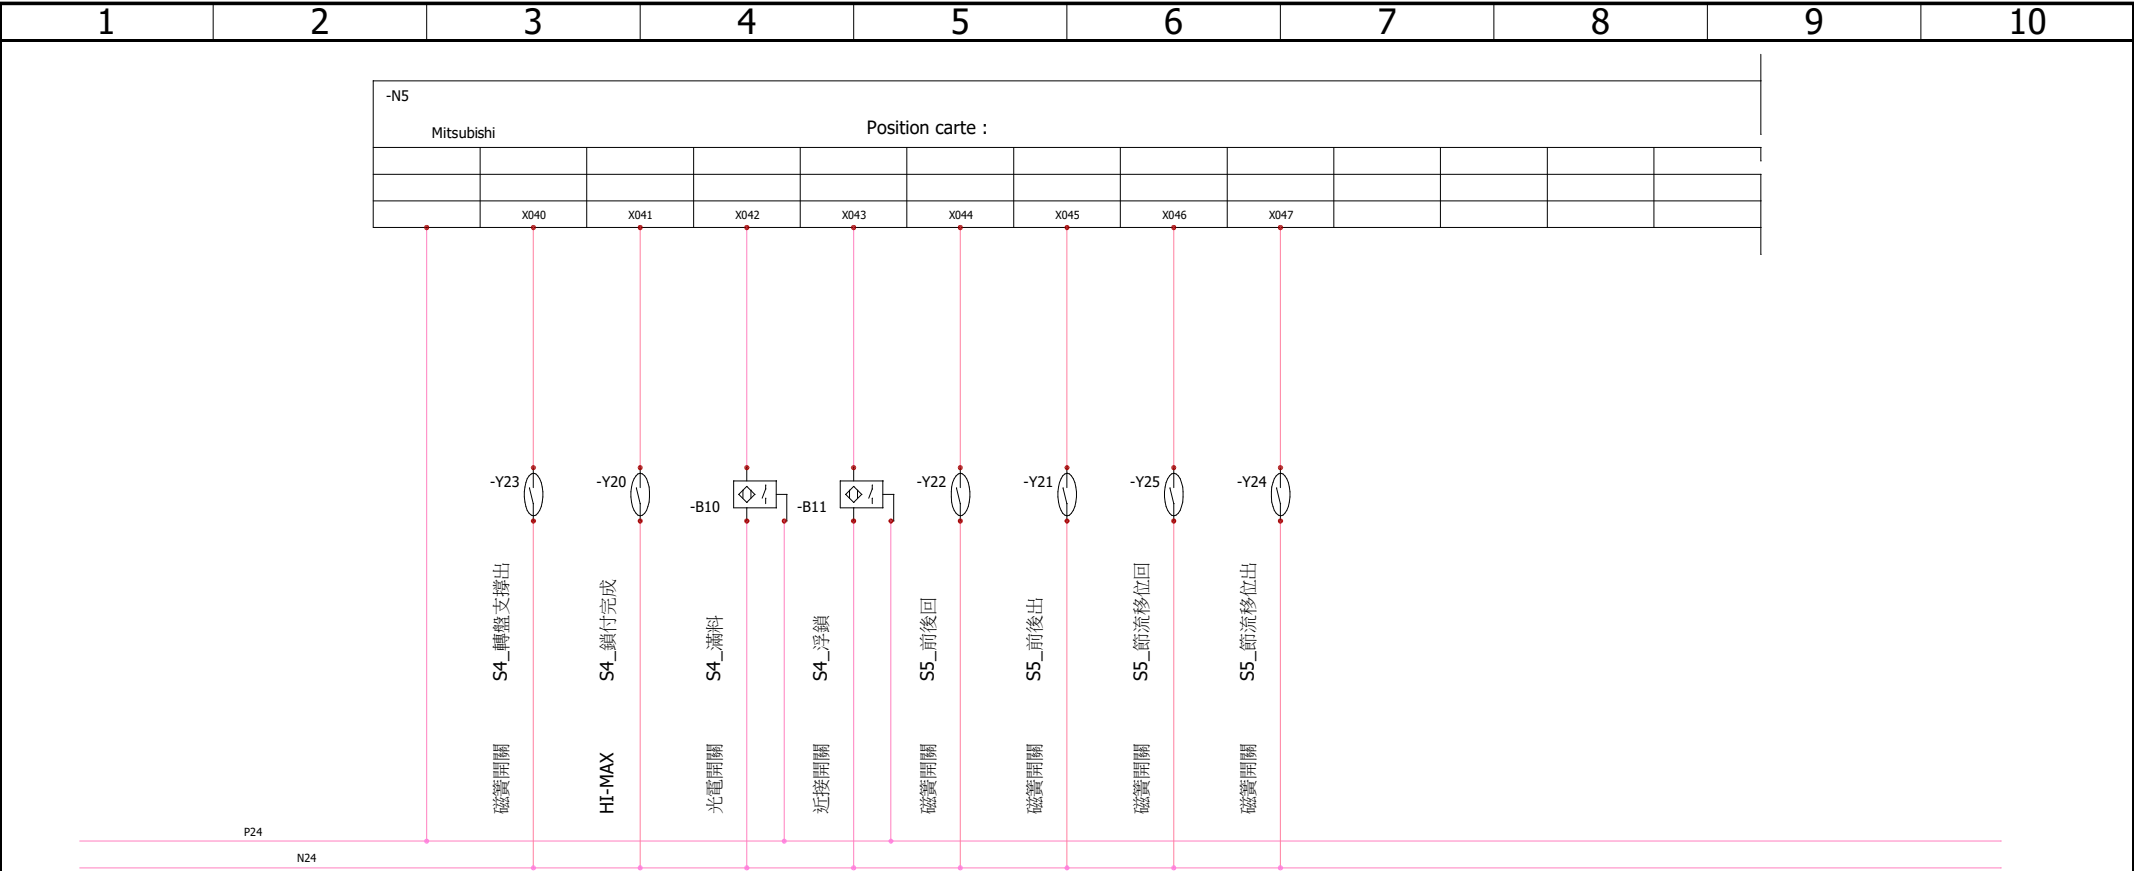 1 2 3 4 5 6 7 8 9 10
-N5
Mitsubishi
Position carte :
X040 X041 X042 X043 X044 X045 X046 X047
-Y23
-Y20
-B10
-B11
-Y22
-Y21
-Y25
-Y24
S4_轉盤支撐出
S4_鎖付完成
S4_滿料
S4_浮鎖
S5_前後回
S5_前後出
S5_節流移位回
S5_節流移位出
磁簧開關
HI-MAX
光電開關
近接開關
磁簧開關
磁簧開關
磁簧開關
磁簧開關
P24
N24